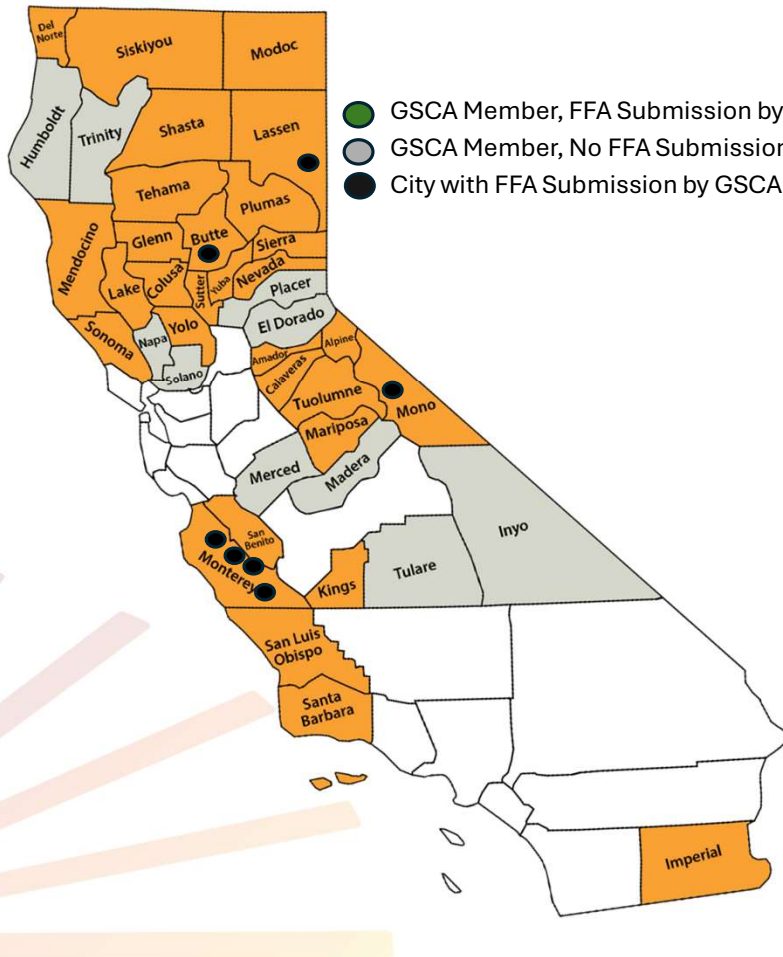 Del
Norte
Siskiyou
Modoc
Humboldt
Trinity
Shasta
Lassen
GSCA Member, FFA Submission by
GSCA Member, No FFA Submission
City with FFA Submission by GSCA
Tehama
Plumas
Mendocino
Glenn
Butte
Sierra
Lake
Colusa
Sutter
Yuba
Nevada
Placer
El Dorado
Sonoma
Napa
Yolo
Solano
Amador
Alpine
Calaveras
Tuolumne
Mono
Mariposa
Merced
Madera
San
Benito
Monterey
Kings
Tulare
Inyo
San Luis
Obispo
Santa
Barbara
Imperial